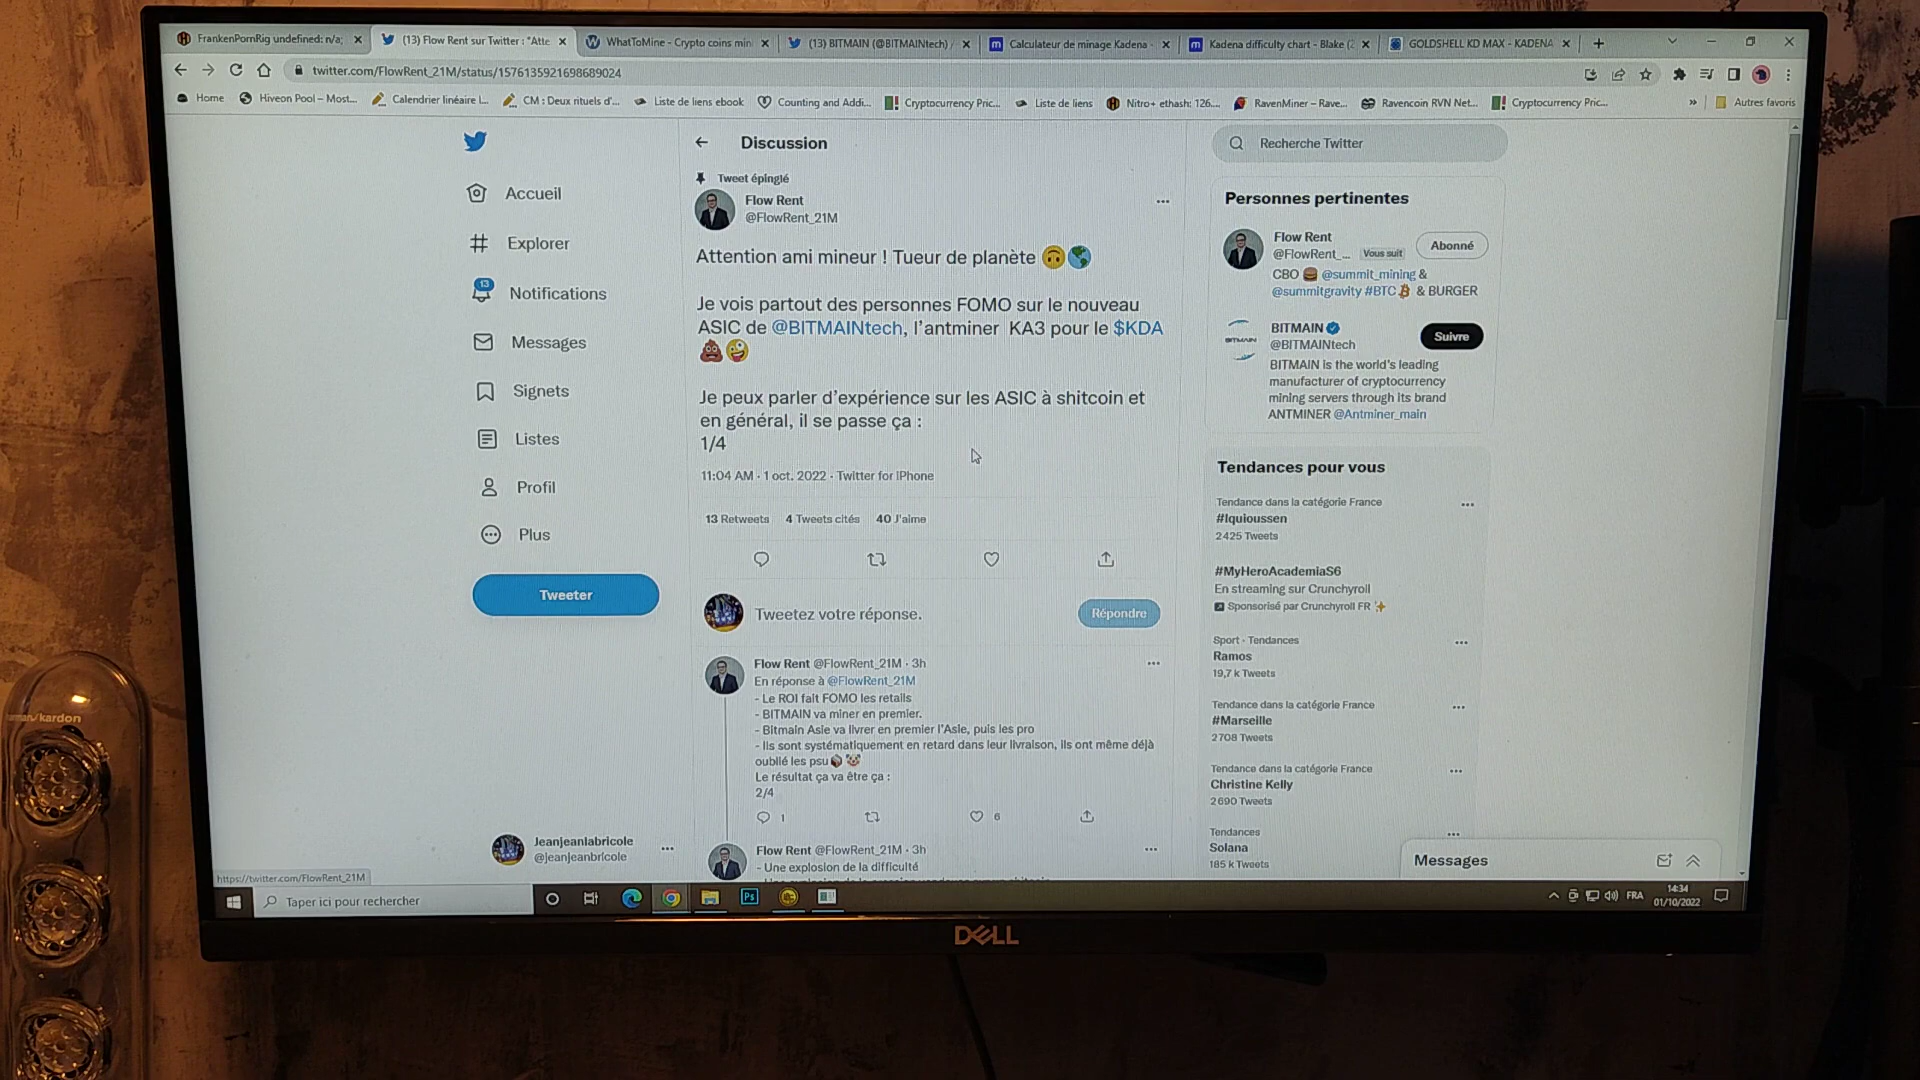 FrankenPornRig undefined: n/a;
(13) Flow Rent sur Twitter : "Atte
WhatToMine - Crypto coins min
(13) BITMAIN (@BITMAINtech) /
Calculateur de minage Kadena -
Kadena difficulty chart - Blake (2
GOLDSHELL KD MAX - KADENA
twitter.com/FlowRent_21M/status/1576135921698689024
Home
Hiveon Pool – Most...
Calendrier linéaire l...
CM : Deux rituels d'...
Liste de liens ebook
Counting and Addi...
Cryptocurrency Pric...
Liste de liens
Nitro+ ethash: 126....
RavenMiner – Rave...
Ravencoin RVN Net...
Cryptocurrency Pric...
»
Autres favoris
Accueil
Explorer
13
Notifications
Messages
Signets
Listes
Profil
Plus
Tweeter
Jeanjeanlabricole
@jeanjeanbricole
Discussion
Tweet épinglé
Flow Rent
@FlowRent_21M
Attention ami mineur ! Tueur de planète 🙃🌎
Je vois partout des personnes FOMO sur le nouveau
ASIC de @BITMAINtech, l'antminer KA3 pour le $KDA
💩🤪
Je peux parler d'expérience sur les ASIC à shitcoin et
en général, il se passe ça :
1/4
11:04 AM · 1 oct. 2022 · Twitter for iPhone
13 Retweets 4 Tweets cités 40 J'aime
Tweetez votre réponse.
Répondre
Flow Rent @FlowRent_21M · 3h
En réponse à @FlowRent_21M
- Le ROI fait FOMO les retails
- BITMAIN va miner en premier.
- Bitmain Asie va livrer en premier l'Asie, puis les pro
- Ils sont systématiquement en retard dans leur livraison, ils ont même déjà
oublié les psu📦🤡
Le résultat ça va être ça :
2/4
1
6
Flow Rent @FlowRent_21M · 3h
- Une explosion de la difficulté
Recherche Twitter
Personnes pertinentes
Flow Rent
@FlowRent_... Vous suit
Abonné
CBO 🍔 @summit_mining &
@summitgravity #BTC & BURGER
BITMAIN
@BITMAINtech
Suivre
BITMAIN is the world's leading
manufacturer of cryptocurrency
mining servers through its brand
ANTMINER @Antminer_main
BITMAIN
Tendances pour vous
Tendance dans la catégorie France
#Iquioussen
2 425 Tweets
#MyHeroAcademiaS6
En streaming sur Crunchyroll
Sponsorisé par Crunchyroll FR ✨
Sport · Tendances
Ramos
19,7 k Tweets
Tendance dans la catégorie France
#Marseille
2 708 Tweets
Tendance dans la catégorie France
Christine Kelly
2 690 Tweets
Tendances
Solana
185 k Tweets
Messages
https://twitter.com/FlowRent_21M
Taper ici pour rechercher
Ps
FRA
14:34
01/10/2022
DELL
harman/kardon